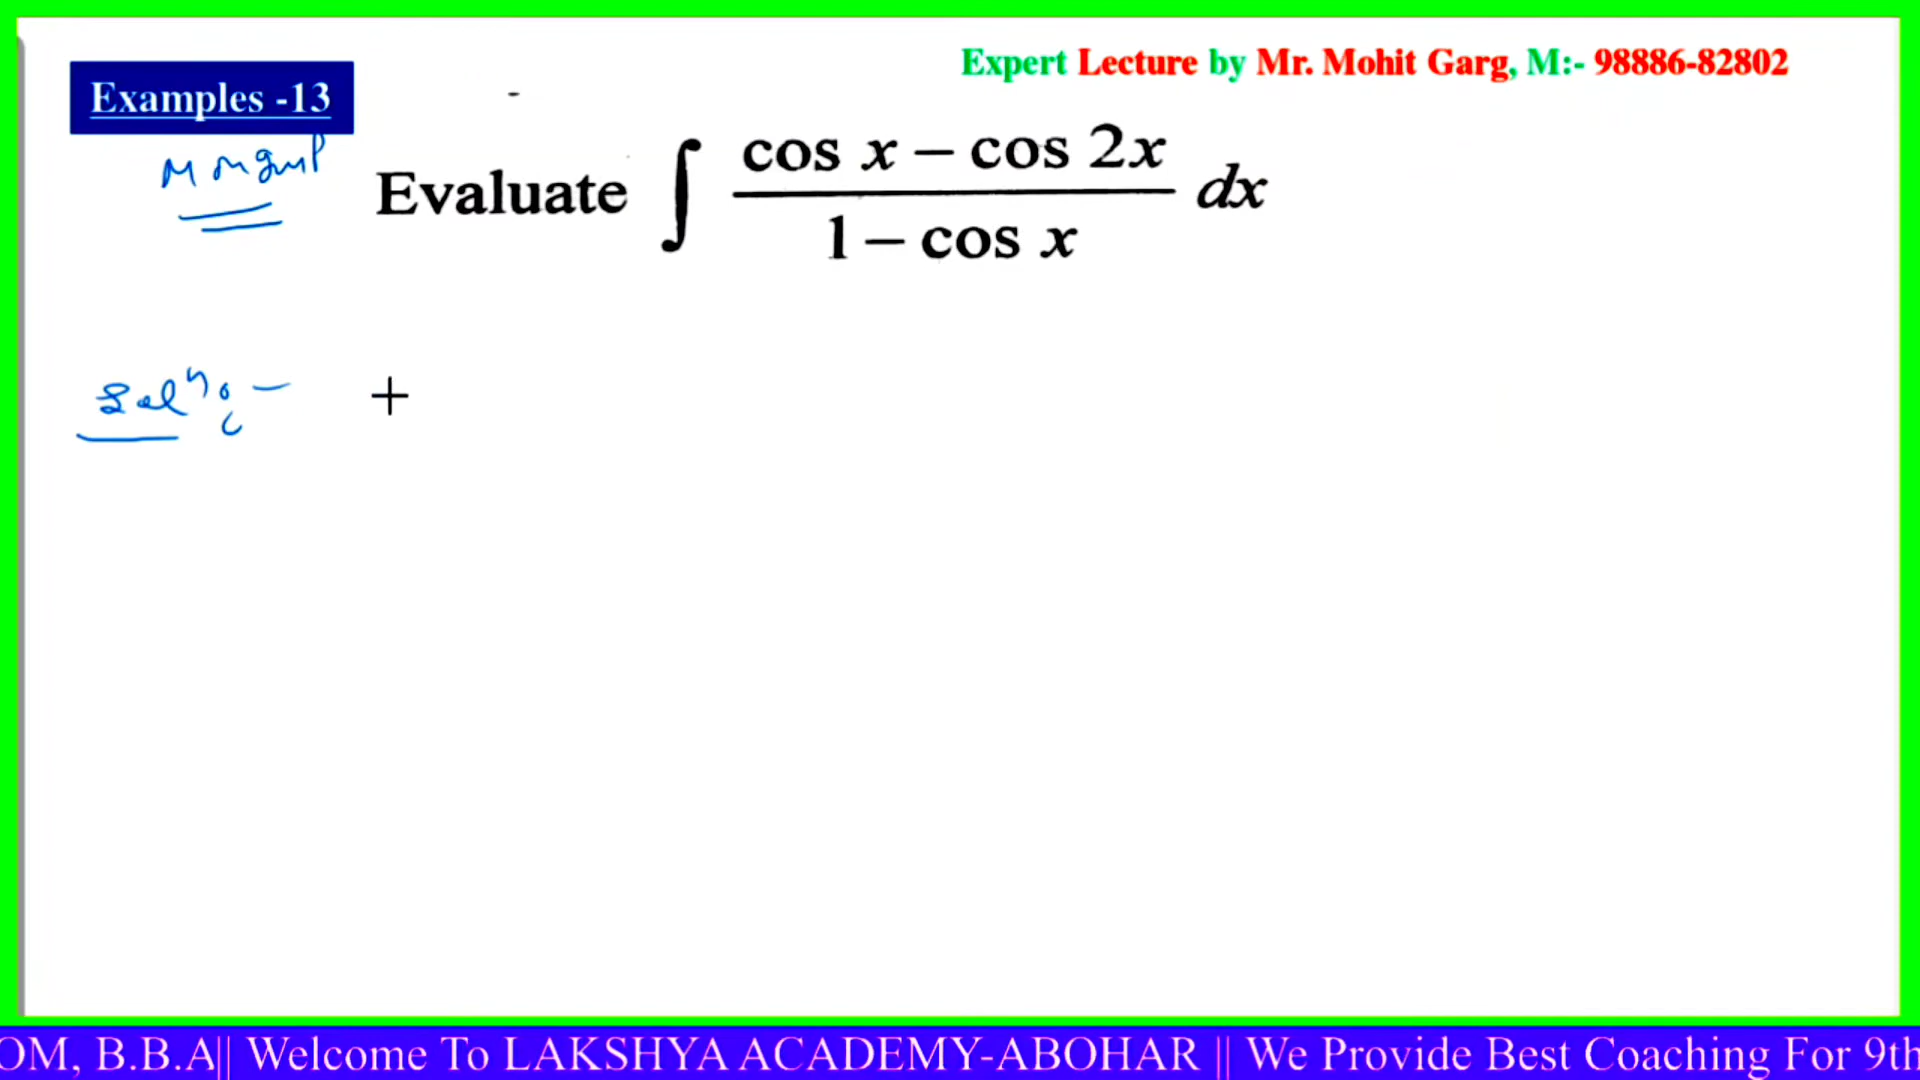 Expert Lecture by Mr. Mohit Garg, M:- 98886-82802
Examples -13
Evaluate ∫ (cos x – cos 2x)/(1 – cos x) dx
Solⁿ:-
OM, B.B.A|| Welcome To LAKSHYA ACADEMY-ABOHAR || We Provide Best Coaching For 9th